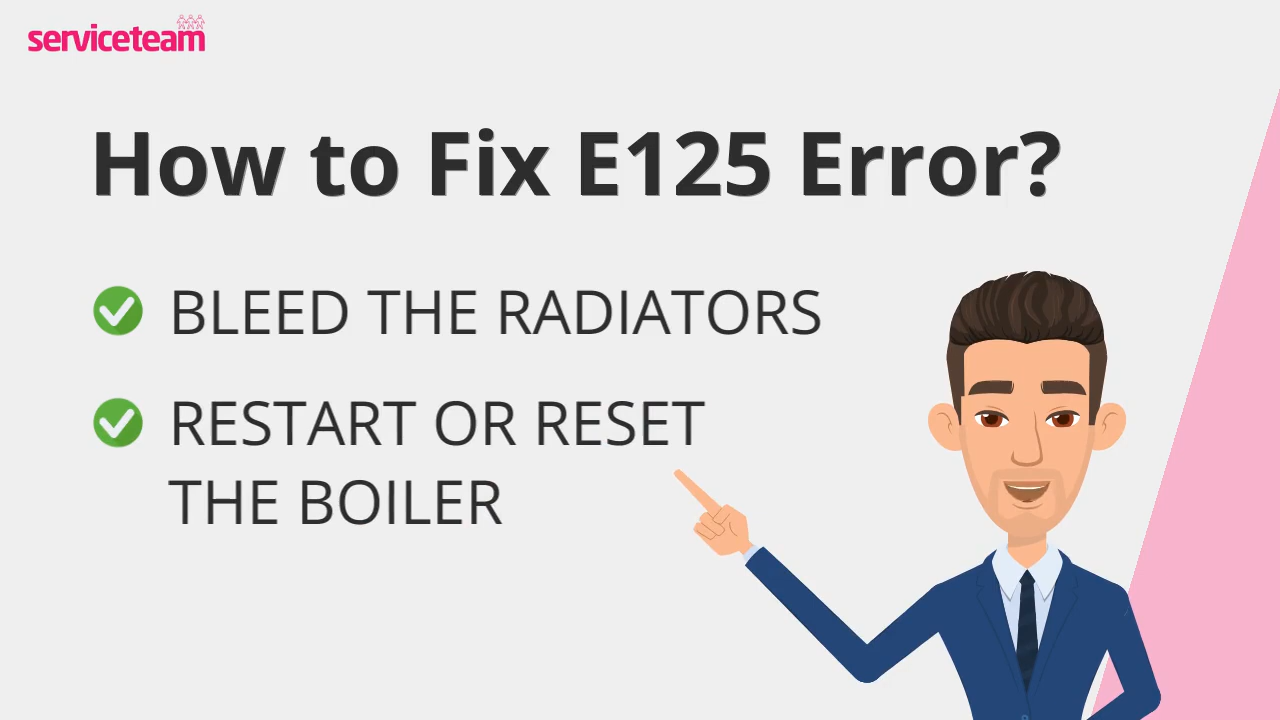 serviceteam
How to Fix E125 Error?
BLEED THE RADIATORS
RESTART OR RESET
THE BOILER